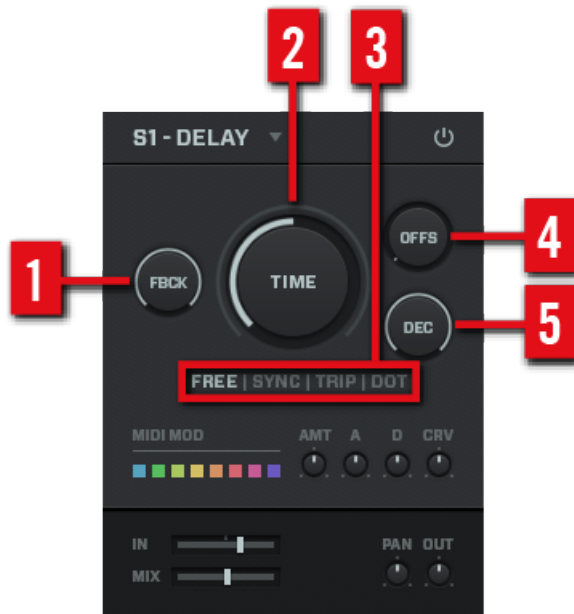 2 3
S1 - DELAY
OFFS 4
1 FBCK TIME
DEC 5
FREE | SYNC | TRIP | DOT
MIDI MOD AMT A D CRV
IN PAN OUT
MIX